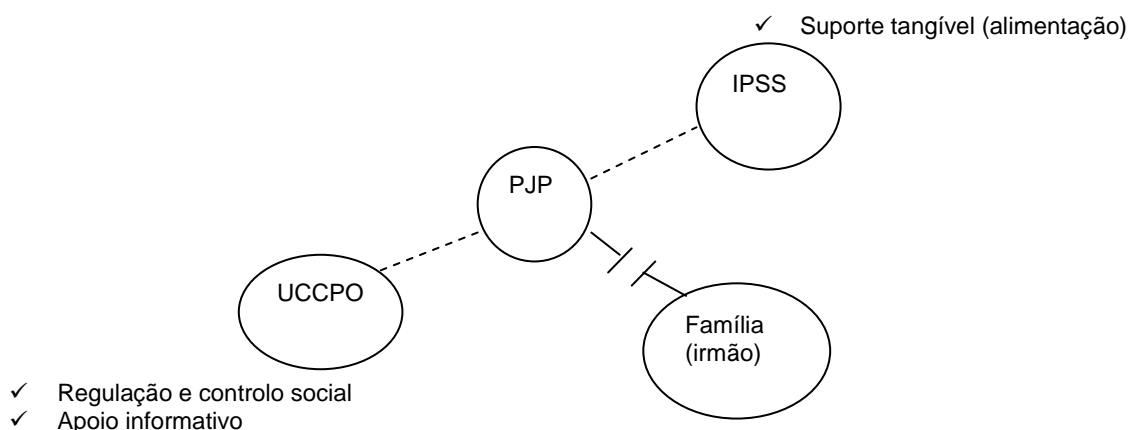 ✓ Suporte tangível (alimentação)
IPSS
PJP
UCCPO
Família
(irmão)
✓ Regulação e controlo social
✓ Apoio informativo